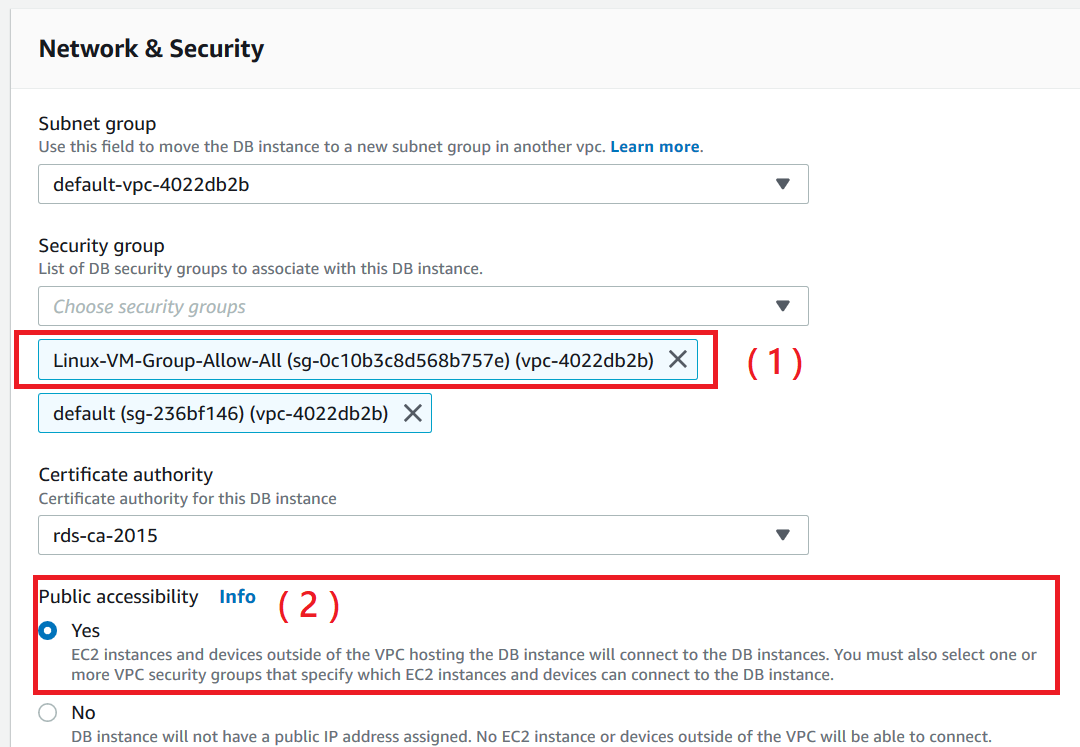 Network & Security
Subnet group
Use this field to move the DB instance to a new subnet group in another vpc. Learn more.
default-vpc-4022db2b
Security group
List of DB security groups to associate with this DB instance.
Choose security groups
Linux-VM-Group-Allow-All (sg-0c10b3c8d568b757e) (vpc-4022db2b)
(1)
default (sg-236bf146) (vpc-4022db2b)
Certificate authority
Certificate authority for this DB instance
rds-ca-2015
Public accessibility Info (2)
Yes
EC2 instances and devices outside of the VPC hosting the DB instance will connect to the DB instances. You must also select one or
more VPC security groups that specify which EC2 instances and devices can connect to the DB instance.
No
DB instance will not have a public IP address assigned. No EC2 instance or devices outside of the VPC will be able to connect.